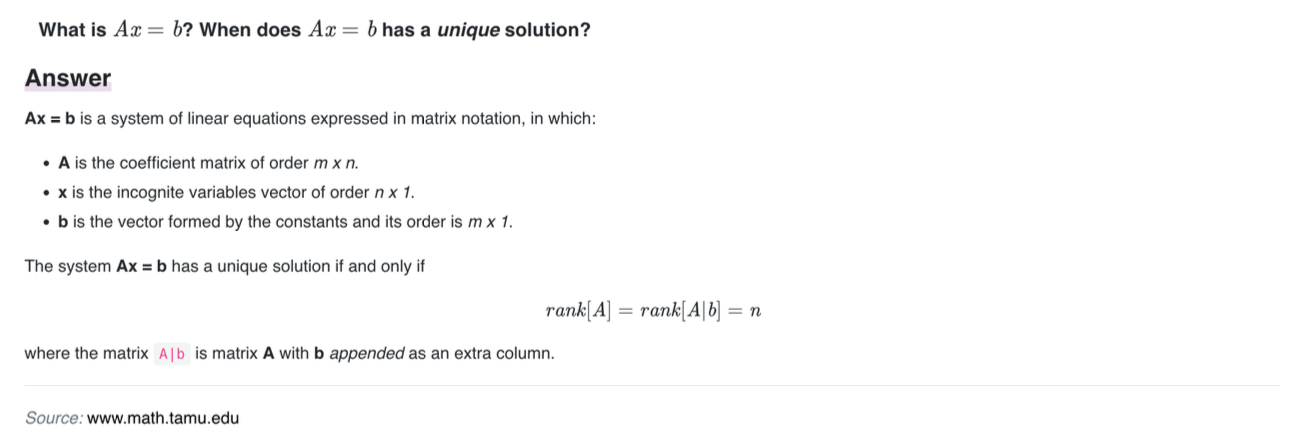 What is Ax = b? When does Ax = b has a unique solution?
Answer
Ax = b is a system of linear equations expressed in matrix notation, in which:
• A is the coefficient matrix of order m x n.
• x is the incognite variables vector of order n x 1.
• b is the vector formed by the constants and its order is m x 1.
The system Ax = b has a unique solution if and only if
rank[A] = rank[A|b] = n
where the matrix A|b is matrix A with b appended as an extra column.
Source: www.math.tamu.edu